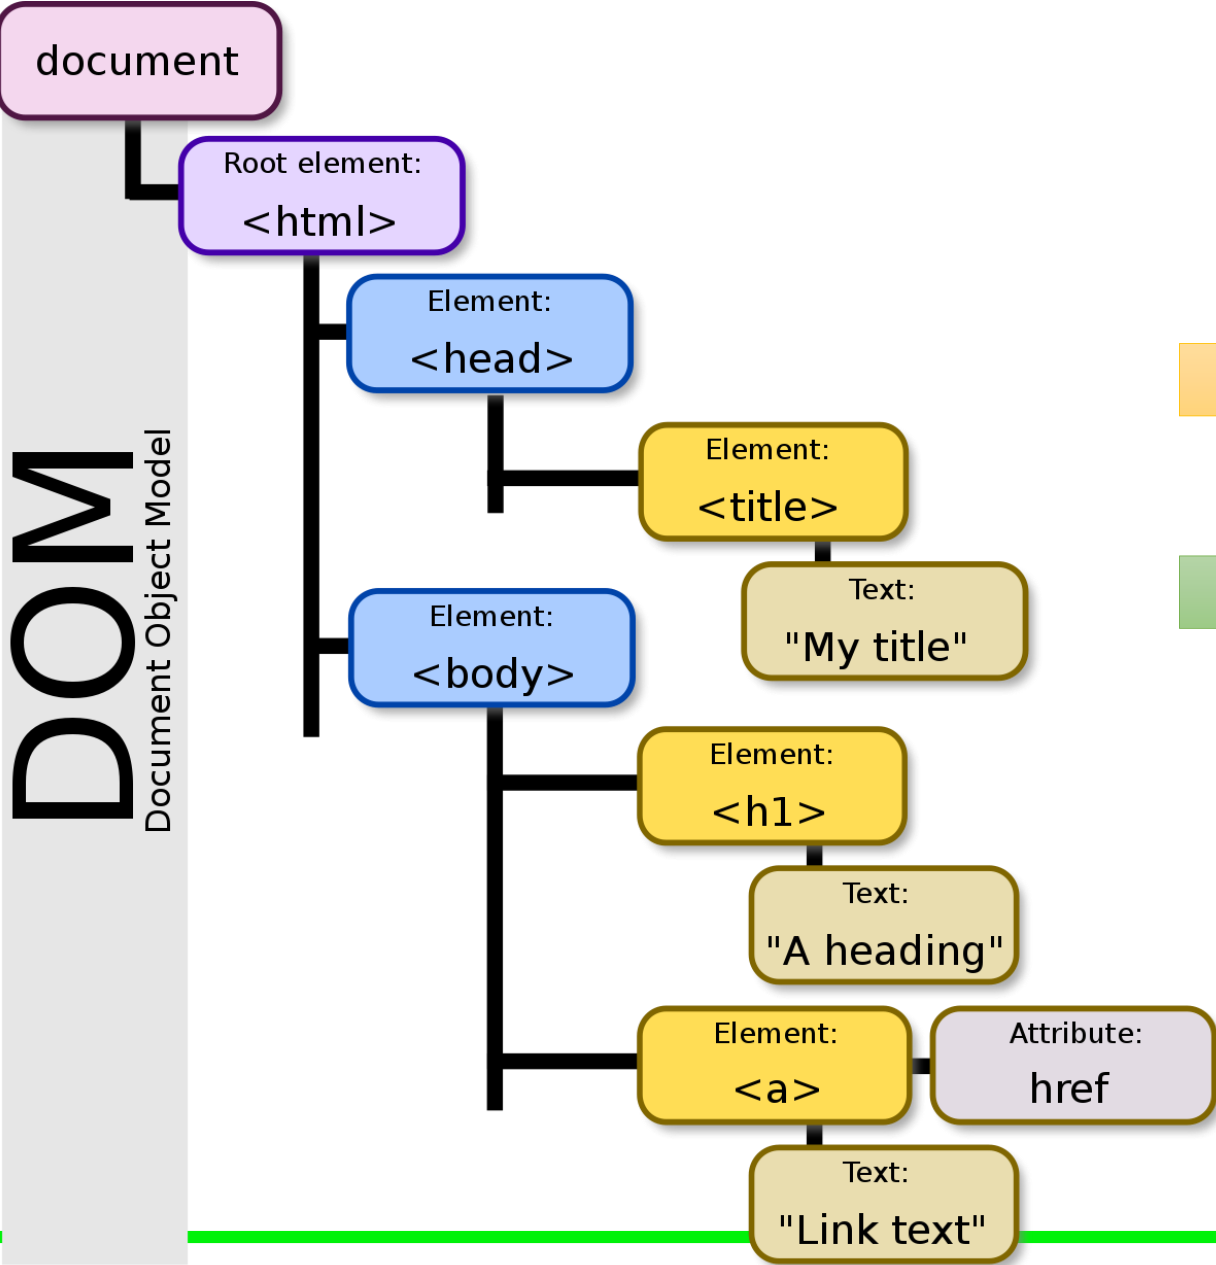 document
Root element:
<html>
Element:
<head>
Element:
<title>
Text:
"My title"
Element:
<body>
Element:
<h1>
Text:
"A heading"
Element:
<a>
Attribute:
href
Text:
"Link text"
DOM
Document Object Model